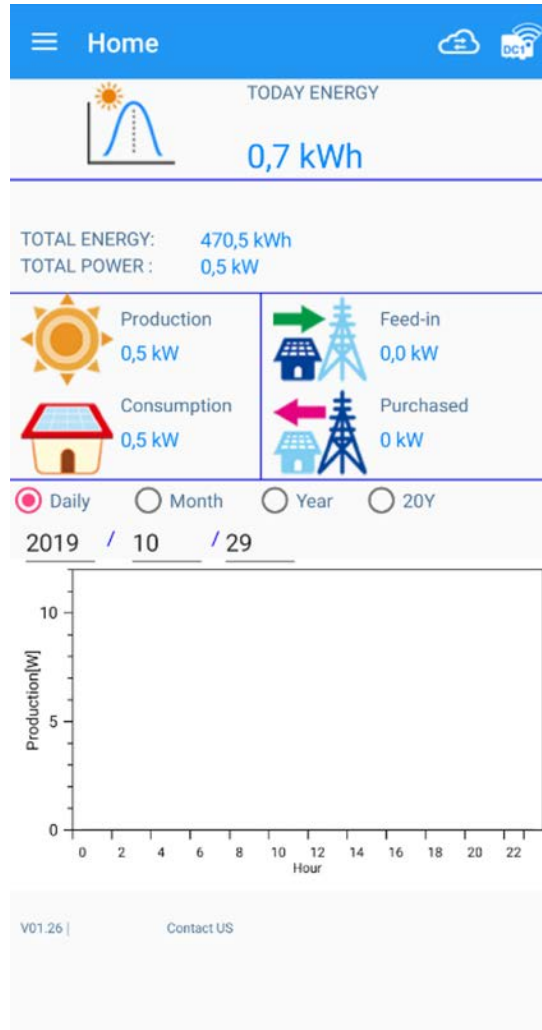 Home
DC1
TODAY ENERGY
0,7 kWh
TOTAL ENERGY: 470,5 kWh
TOTAL POWER : 0,5 kW
Production
0,5 kW
Feed-in
0,0 kW
Consumption
0,5 kW
Purchased
0 kW
Daily Month Year 20Y
2019 / 10 / 29
Production[W]
10
5
0
0 2 4 6 8 10 12 14 16 18 20 22
Hour
V01.26 | Contact US